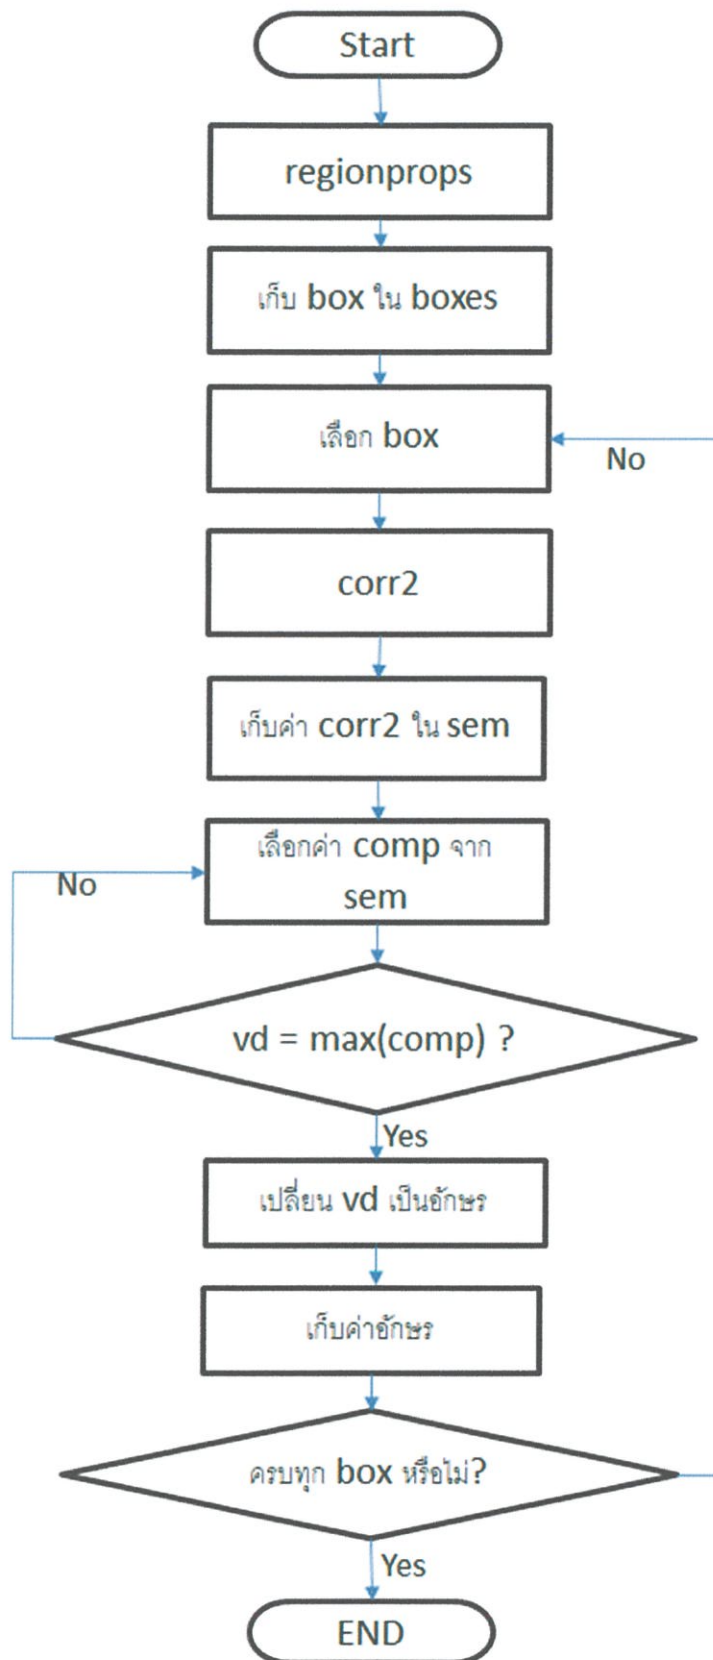 Start
regionprops
เก็บ box ใน boxes
เลือก box
No
corr2
เก็บค่า corr2 ใน sem
เลือกค่า comp จาก
sem
No
vd = max(comp) ?
Yes
เปลี่ยน vd เป็นอักษร
เก็บค่าอักษร
ครบทุก box หรือไม่?
Yes
END